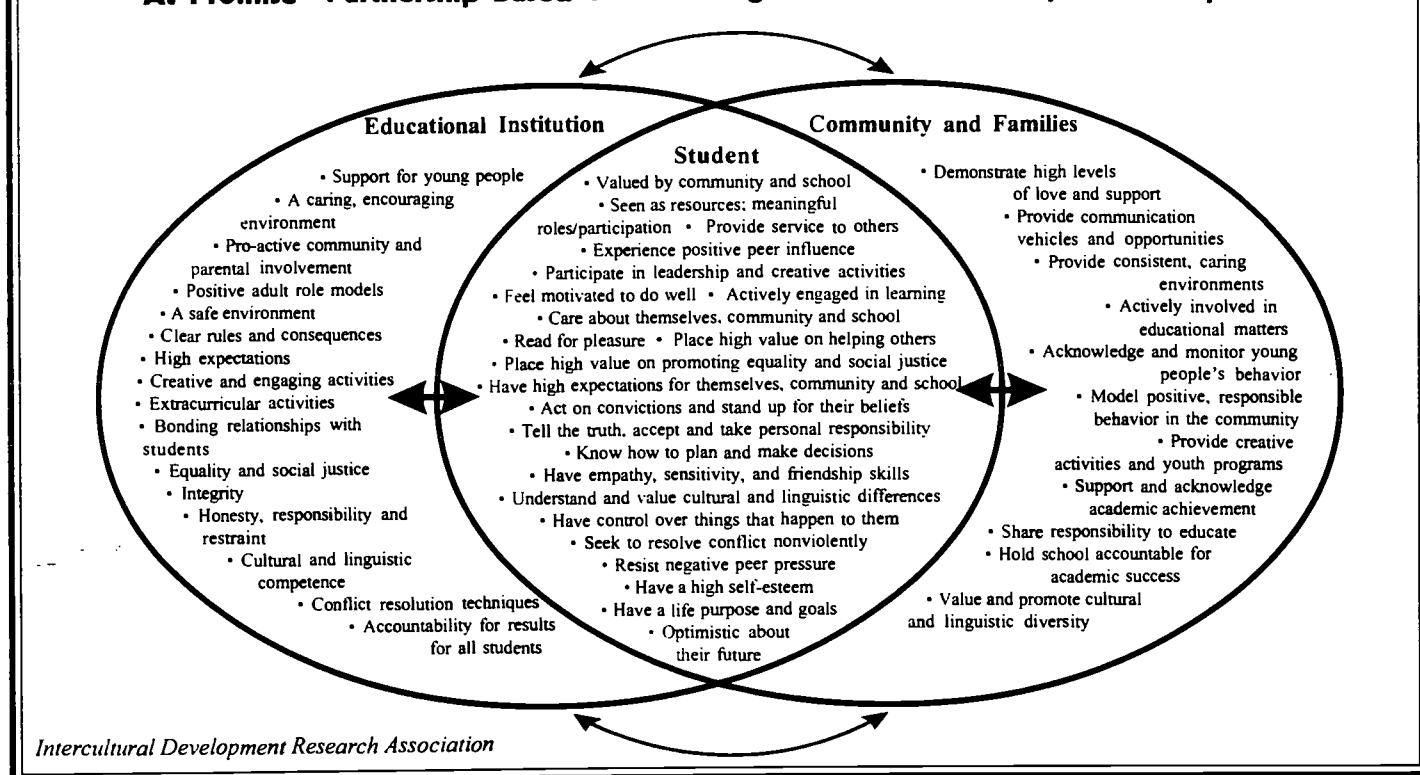 Educational Institution
• Support for young people
• A caring, encouraging
environment
• Pro-active community and
parental involvement
• Positive adult role models
• A safe environment
• Clear rules and consequences
• High expectations
• Creative and engaging activities
• Extracurricular activities
• Bonding relationships with
students
• Equality and social justice
• Integrity
• Honesty, responsibility and
restraint
• Cultural and linguistic
competence
• Conflict resolution techniques
• Accountability for results
for all students
Student
• Valued by community and school
• Seen as resources; meaningful
roles/participation • Provide service to others
• Experience positive peer influence
• Participate in leadership and creative activities
• Feel motivated to do well • Actively engaged in learning
• Care about themselves, community and school
• Read for pleasure • Place high value on helping others
• Place high value on promoting equality and social justice
• Have high expectations for themselves, community and school
• Act on convictions and stand up for their beliefs
• Tell the truth, accept and take personal responsibility
• Know how to plan and make decisions
• Have empathy, sensitivity, and friendship skills
• Understand and value cultural and linguistic differences
• Have control over things that happen to them
• Seek to resolve conflict nonviolently
• Resist negative peer pressure
• Have a high self-esteem
• Have a life purpose and goals
• Optimistic about
their future
Community and Families
• Demonstrate high levels
of love and support
• Provide communication
vehicles and opportunities
• Provide consistent, caring
environments
• Actively involved in
educational matters
• Acknowledge and monitor young
people's behavior
• Model positive, responsible
behavior in the community
• Provide creative
activities and youth programs
• Support and acknowledge
academic achievement
• Share responsibility to educate
• Hold school accountable for
academic success
• Value and promote cultural
and linguistic diversity
Intercultural Development Research Association